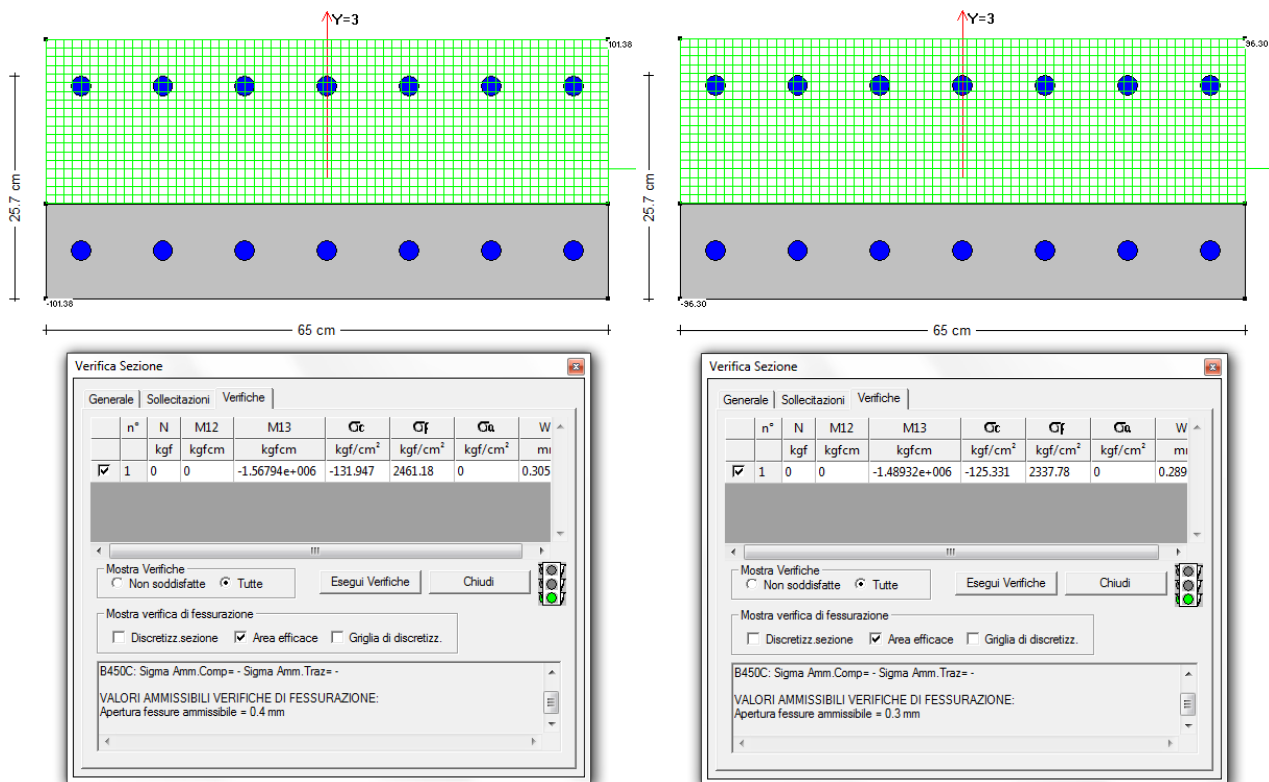 Y=3
101.38
25.7 cm
-101.38
65 cm
Verifica Sezione
Generale Sollecitazioni Verifiche
n° N M12 M13 σc σf σa W
kgf kgfcm kgfcm kgf/cm² kgf/cm² kgf/cm²
1 0 0 -1.56794e+006 -131.947 2461.18 0 0.305
Mostra Verifiche
Non soddisfatte Tutte
Esegui Verifiche Chiudi
Mostra verifica di fessurazione
Discretizz.sezione Area efficace Griglia di discretizz.
B450C: Sigma Amm.Comp= - Sigma Amm.Traz= -
VALORI AMMISSIBILI VERIFICHE DI FESSURAZIONE:
Apertura fessure ammissibile = 0.4 mm
Y=3
96.30
25.7 cm
-96.30
65 cm
Verifica Sezione
Generale Sollecitazioni Verifiche
n° N M12 M13 σc σf σa W
kgf kgfcm kgfcm kgf/cm² kgf/cm² kgf/cm²
1 0 0 -1.48932e+006 -125.331 2337.78 0 0.289
Mostra Verifiche
Non soddisfatte Tutte
Esegui Verifiche Chiudi
Mostra verifica di fessurazione
Discretizz.sezione Area efficace Griglia di discretizz.
B450C: Sigma Amm.Comp= - Sigma Amm.Traz= -
VALORI AMMISSIBILI VERIFICHE DI FESSURAZIONE:
Apertura fessure ammissibile = 0.3 mm